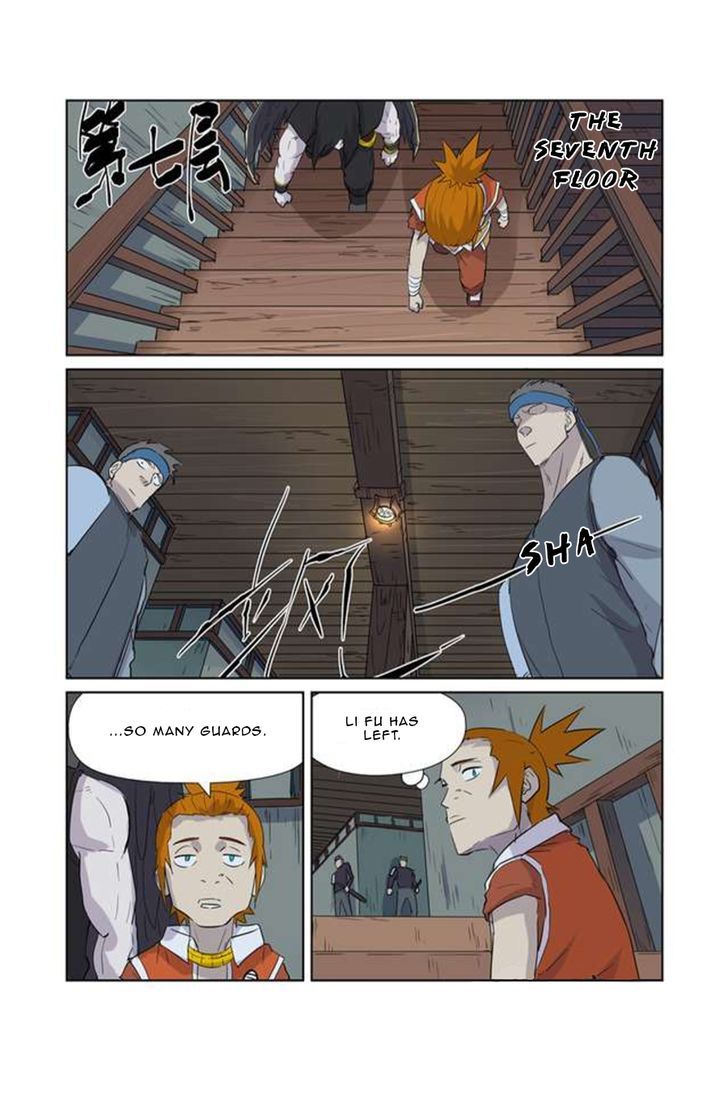 第七层
THE
SEVENTH
FLOOR
SHA
...SO MANY GUARDS.
LI FU HAS
LEFT.